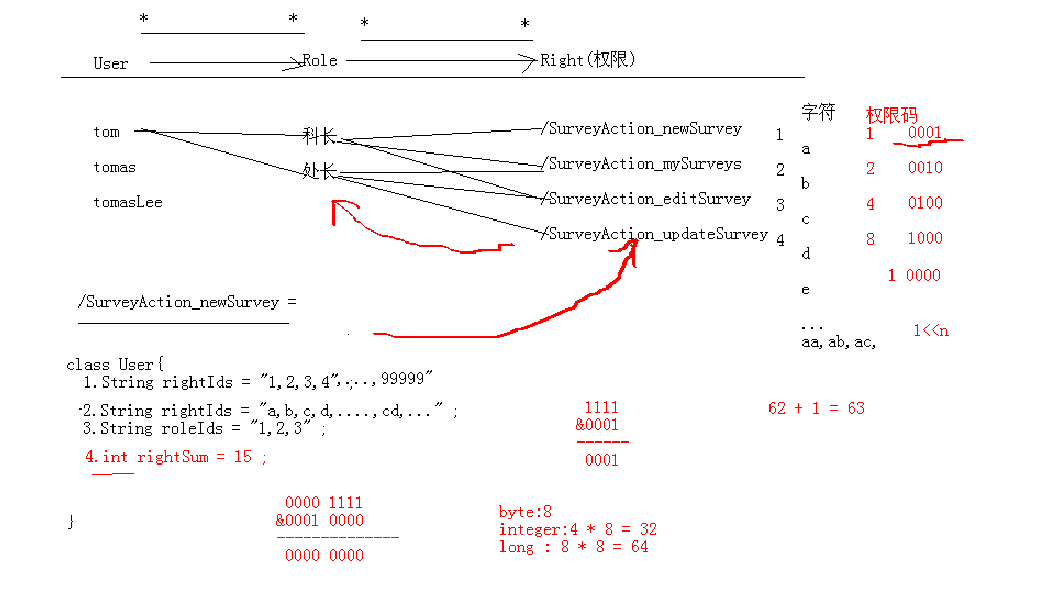 * * * *
User Role Right(权限)
字符 权限码
tom 科长 /SurveyAction_newSurvey 1 a 1 0001
tomas 处长 /SurveyAction_mySurveys 2 b 2 0010
tomasLee /SurveyAction_editSurvey 3 c 4 0100
/SurveyAction_updateSurvey 4 d 8 1000
e 1 0000
/SurveyAction_newSurvey =
... 1<<n
aa,ab,ac,
class User{
1.String rightIds = "1,2,3,4",...,99999" ;
2.String rightIds = "a,b,c,d,....,cd,..." ;
3.String roleIds = "1,2,3" ;
4.int rightSum = 15 ;
}
1111
&0001
------
0001
62 + 1 = 63
0000 1111
&0001 0000
--------------
0000 0000
byte:8
integer:4 * 8 = 32
long : 8 * 8 = 64